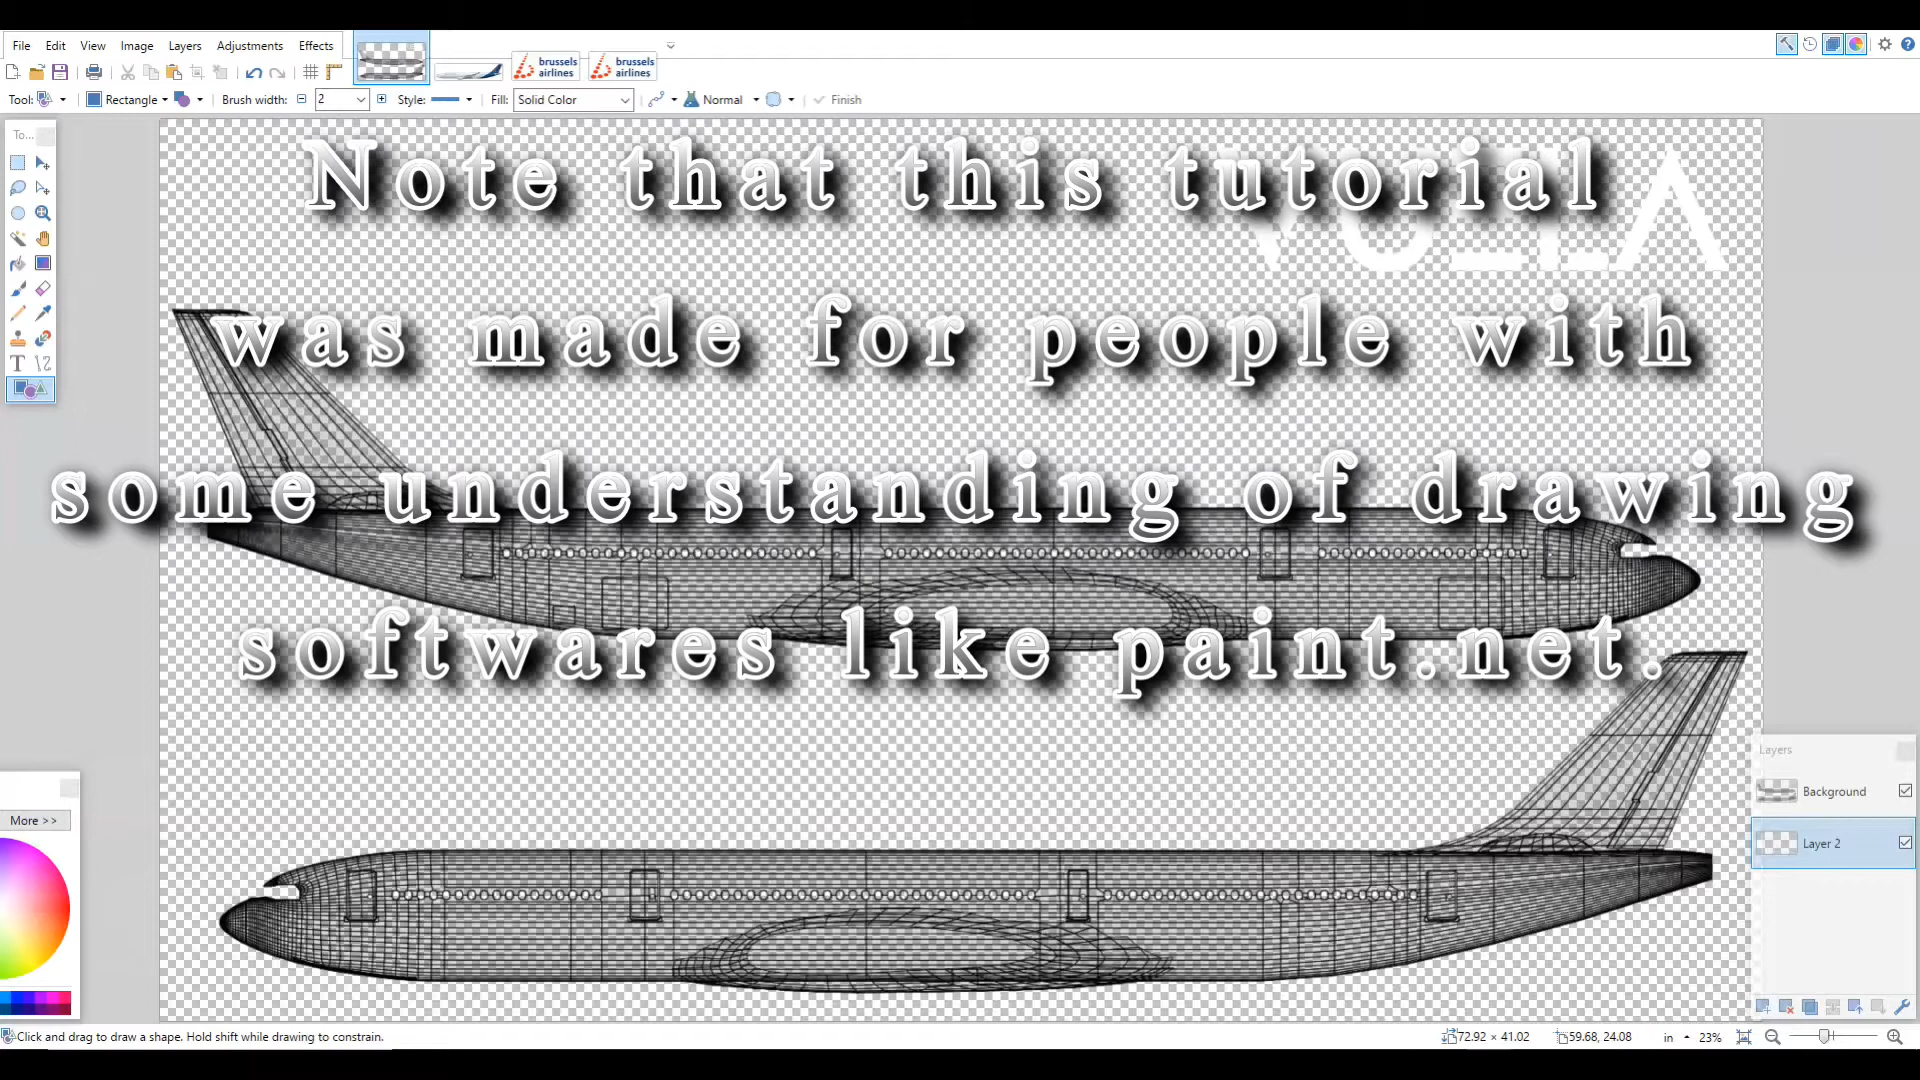 File Edit View Image Layers Adjustments Effects
brussels
airlines
brussels
airlines
Tool: Rectangle Brush width: 2 Style: Fill: Solid Color Normal Finish
To...
Note that this tutorial
was made for people with
some understanding of drawing
softwares like paint.net.
Layers
Background
Layer 2
More >>
Click and drag to draw a shape. Hold shift while drawing to constrain.
72.92 × 41.02 59.68, 24.08 in 23%